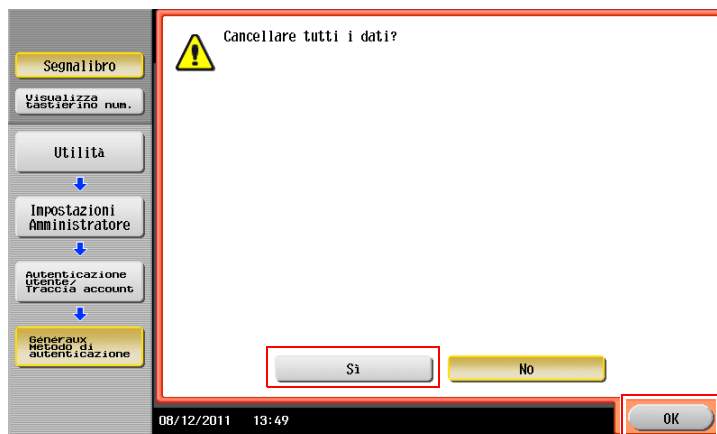 Cancellare tutti i dati?
Segnalibro
Visualizza
tastierino num.
Utilità
Impostazioni
Amministratore
Autenticazione
utente/
Traccia account
Généraux
Metodo di
autenticazione
Sì
No
08/12/2011 13:49
OK